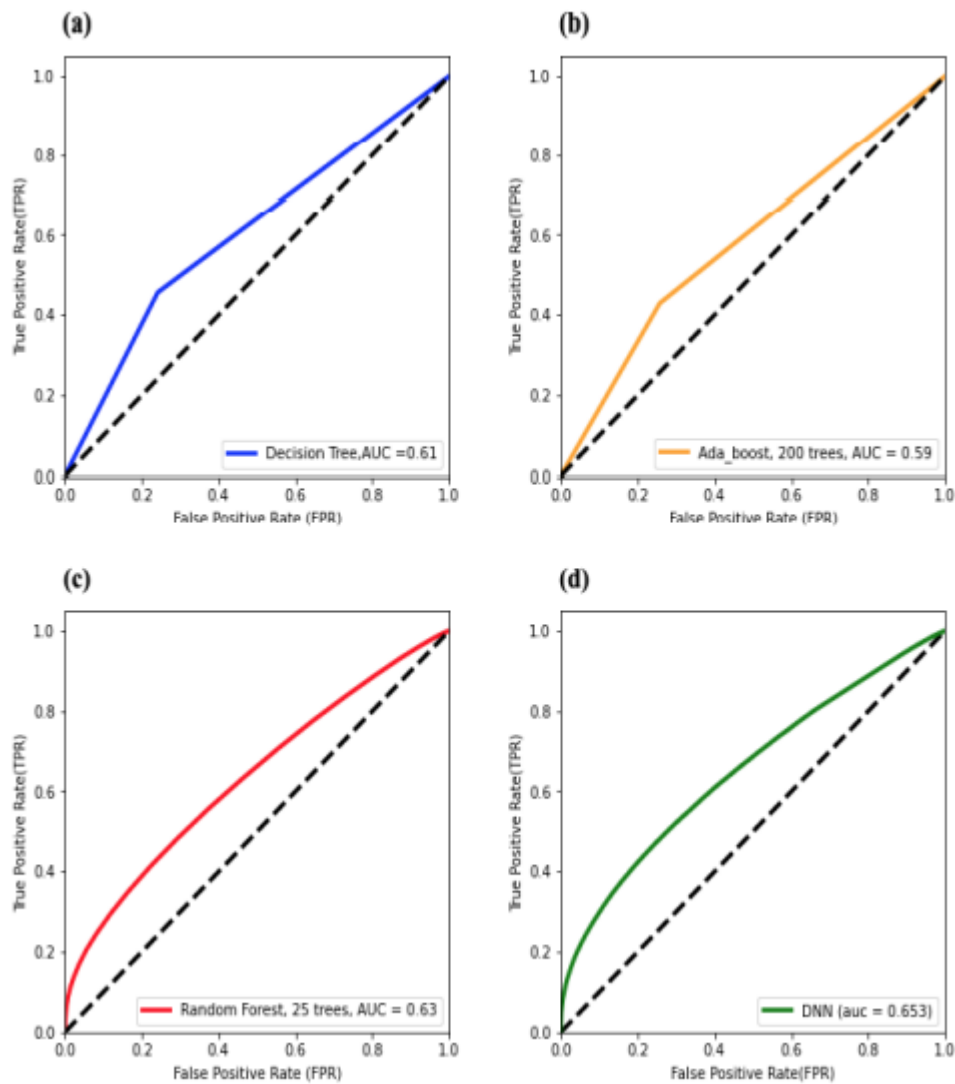 (a)
(b)
1.0
0.8
0.6
0.4
0.2
0.0
True Positive Rate(TPR)
Decision Tree,AUC =0.61
0.0 0.2 0.4 0.6 0.8 1.0
False Positive Rate (FPR)
1.0
0.8
0.6
0.4
0.2
0.0
True Positive Rate(TPR)
Ada_boost, 200 trees, AUC = 0.59
0.0 0.2 0.4 0.6 0.8 1.0
False Positive Rate (FPR)
(c)
(d)
1.0
0.8
0.6
0.4
0.2
0.0
True Positive Rate(TPR)
Random Forest, 25 trees, AUC = 0.63
0.0 0.2 0.4 0.6 0.8 1.0
False Positive Rate (FPR)
1.0
0.8
0.6
0.4
0.2
0.0
True Positive Rate(TPR)
DNN (auc = 0.653)
0.0 0.2 0.4 0.6 0.8 1.0
False Positive Rate(FPR)